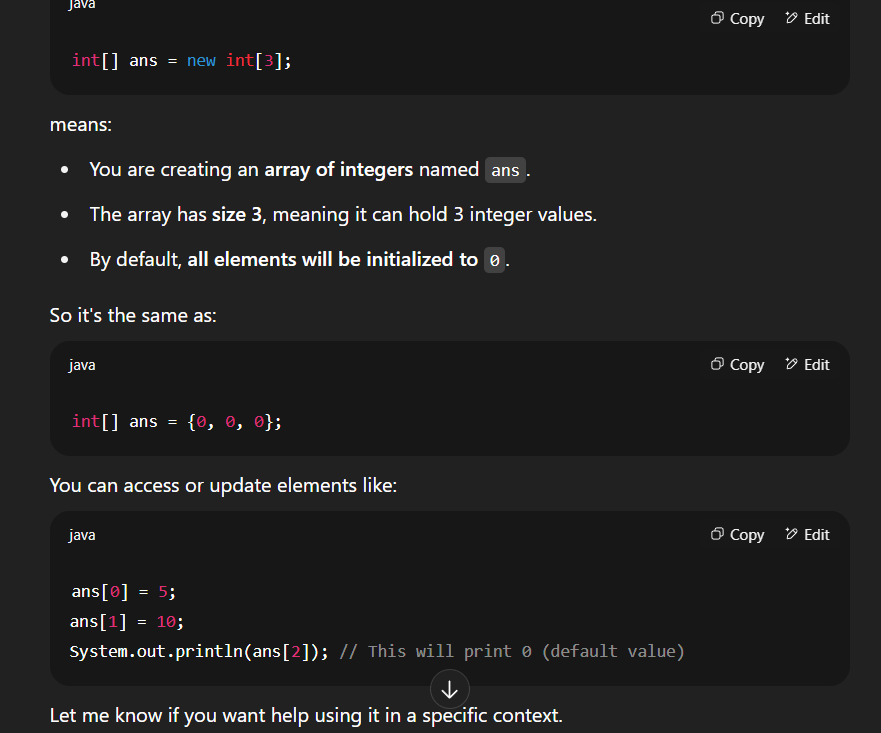 java
Copy Edit
int[] ans = new int[3];
means:
• You are creating an array of integers named ans.
• The array has size 3, meaning it can hold 3 integer values.
• By default, all elements will be initialized to 0.
So it's the same as:
java Copy Edit
int[] ans = {0, 0, 0};
You can access or update elements like:
java Copy Edit
ans[0] = 5;
ans[1] = 10;
System.out.println(ans[2]); // This will print 0 (default value)
Let me know if you want help using it in a specific context.